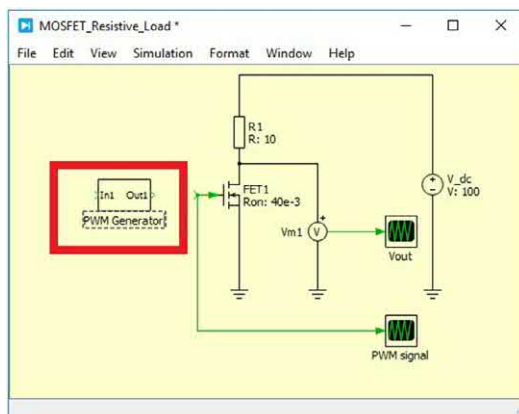 MOSFET_Resistive_Load *
File Edit View Simulation Format Window Help
R1
R: 10
In1 Out1
PWM Generator
FET1
Ron: 40e-3
V_dc
V: 100
Vm1
V
Vout
PWM signal